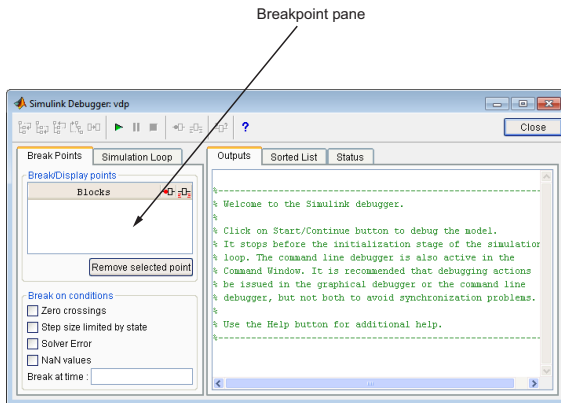 Breakpoint pane
Simulink Debugger: vdp
? Close
Break Points Simulation Loop Outputs Sorted List Status
Break/Display points
Blocks
Remove selected point
Break on conditions
Zero crossings
Step size limited by state
Solver Error
NaN values
Break at time :
%----------------------------------------------
% Welcome to the Simulink debugger.
%
% Click on Start/Continue button to debug the model.
% It stops before the initialization stage of the simulation
% loop. The command line debugger is also active in the
% Command Window. It is recommended that debugging actions
% be issued in the graphical debugger or the command line
% debugger, but not both to avoid synchronization problems.
%
% Use the Help button for additional help.
%----------------------------------------------